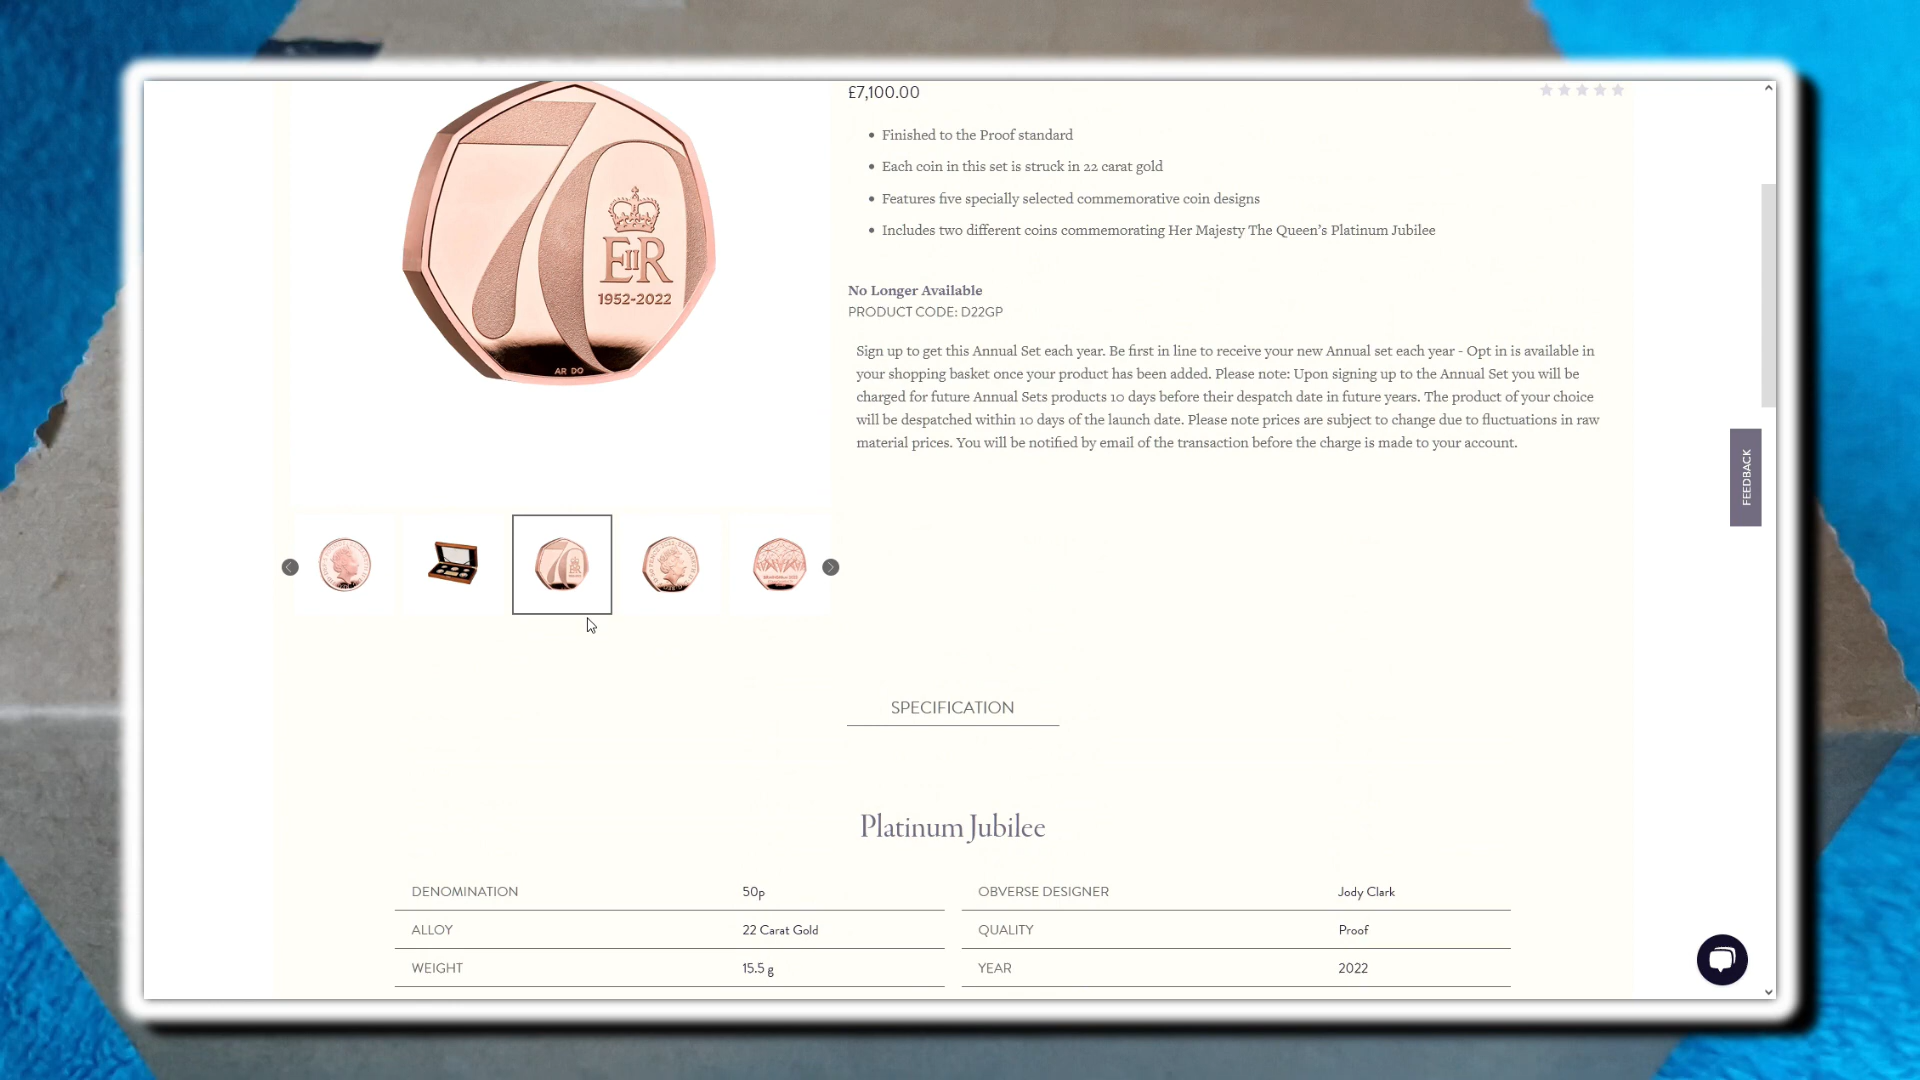 £7,100.00
Finished to the Proof standard
Each coin in this set is struck in 22 carat gold
Features five specially selected commemorative coin designs
Includes two different coins commemorating Her Majesty The Queen's Platinum Jubilee
70
EIIR
1952-2022
AR DO
No Longer Available
PRODUCT CODE: D22GP
Sign up to get this Annual Set each year. Be first in line to receive your new Annual set each year - Opt in is available in
your shopping basket once your product has been added. Please note: Upon signing up to the Annual Set you will be
charged for future Annual Sets products 10 days before their despatch date in future years. The product of your choice
will be despatched within 10 days of the launch date. Please note prices are subject to change due to fluctuations in raw
material prices. You will be notified by email of the transaction before the charge is made to your account.
FEEDBACK
SPECIFICATION
Platinum Jubilee
DENOMINATION 50p OBVERSE DESIGNER Jody Clark
ALLOY 22 Carat Gold QUALITY Proof
WEIGHT 15.5 g YEAR 2022